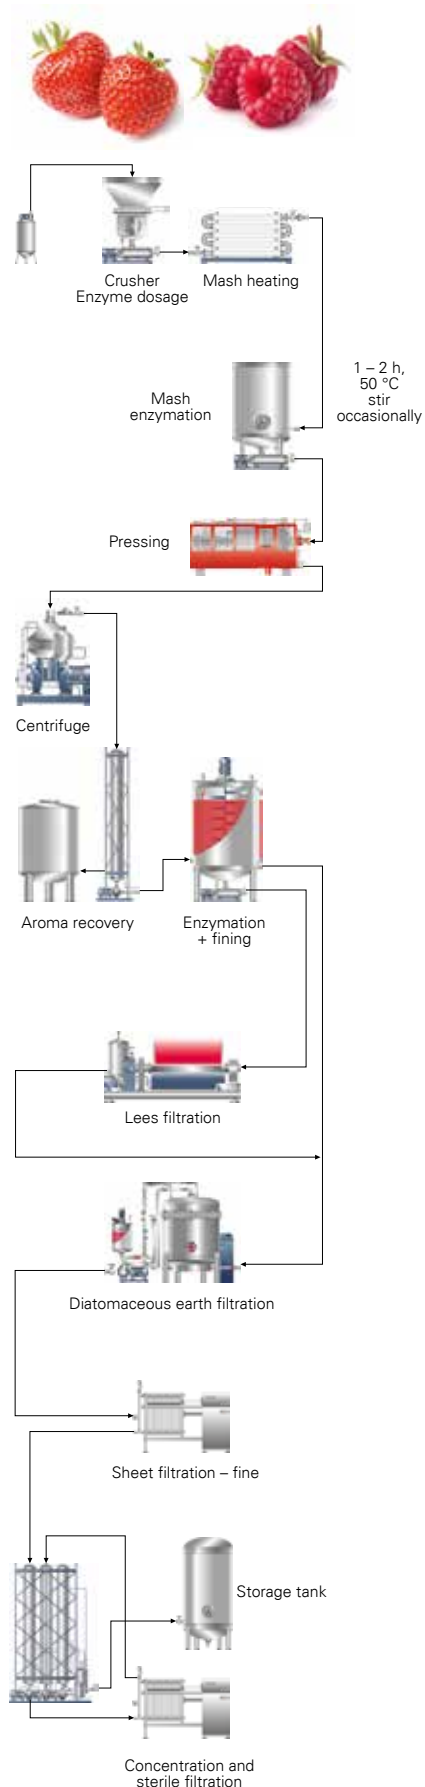 Crusher
Enzyme dosage
Mash heating
1 – 2 h,
50 °C
stir
occasionally
Mash
enzymation
Pressing
Centrifuge
Aroma recovery
Enzymation
+ fining
Lees filtration
Diatomaceous earth filtration
Sheet filtration – fine
Storage tank
Concentration and
sterile filtration